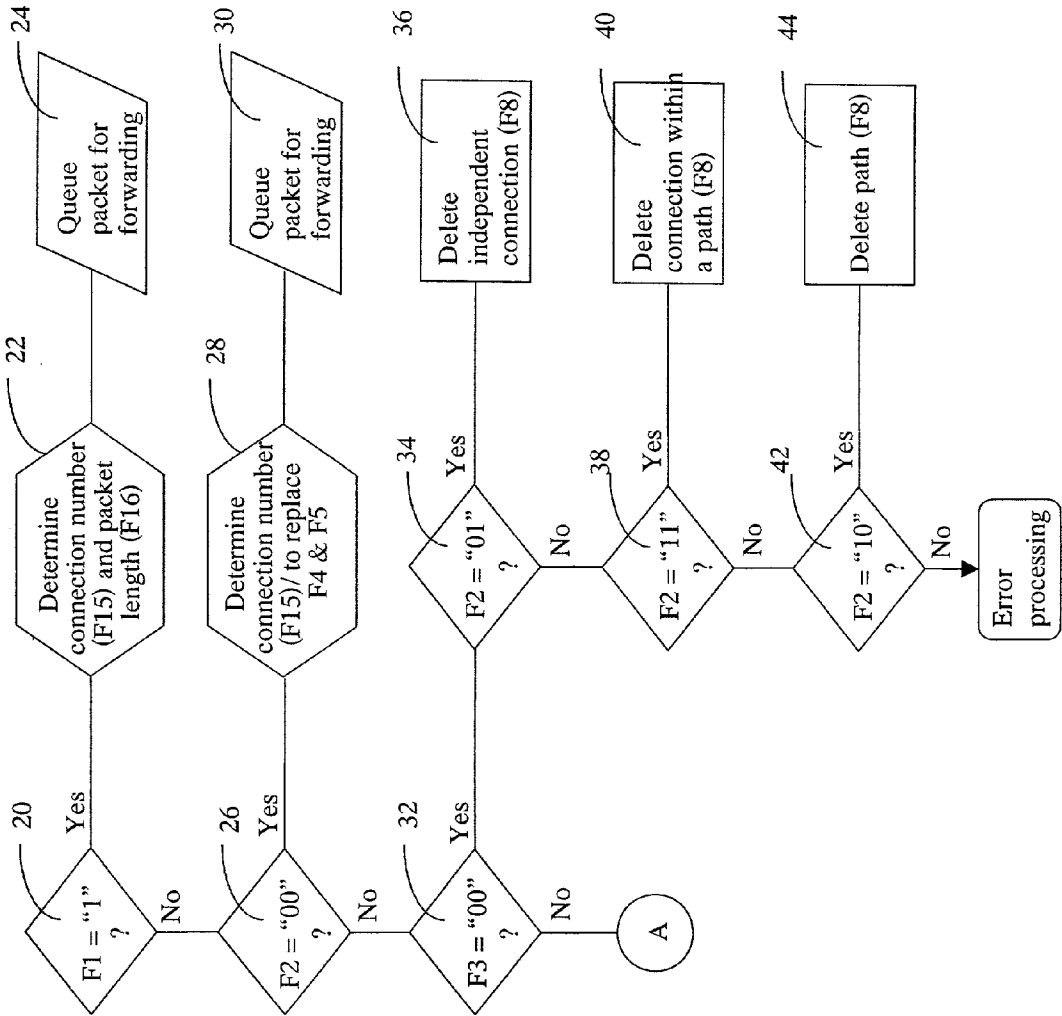 20
F1 = “1”
?
Yes
No
22
Determine
connection number
(F15) and packet
length (F16)
24
Queue
packet for
forwarding
26
F2 = “00”
?
Yes
No
28
Determine
connection number
(F15)/ to replace
F4 & F5
30
Queue
packet for
forwarding
32
F3 = “00”
?
Yes
No
A
34
F2 = “01”
?
Yes
No
36
Delete
independent
connection (F8)
38
F2 = “11”
?
Yes
No
40
Delete
connection within
a path (F8)
42
F2 = “10”
?
Yes
No
44
Delete path (F8)
Error
processing